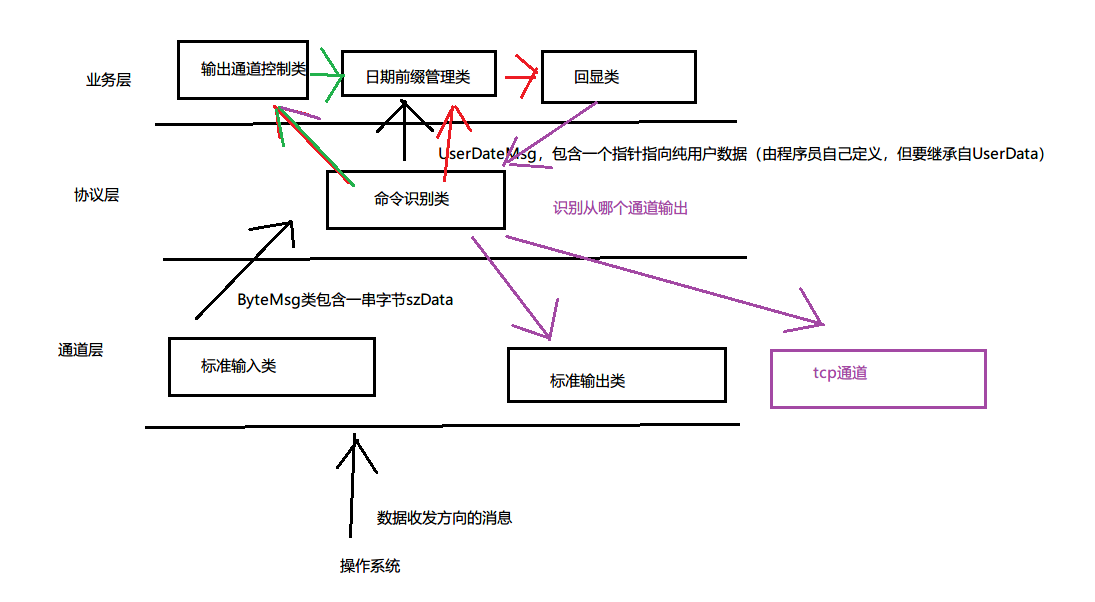 输出通道控制类
日期前缀管理类
回显类
业务层
UserDateMsg，包含一个指针指向纯用户数据（由程序员自己定义，但要继承自UserData）
协议层
命令识别类
识别从哪个通道输出
ByteMsg类包含一串字节szData
通道层
标准输入类
标准输出类
tcp通道
数据收发方向的消息
操作系统